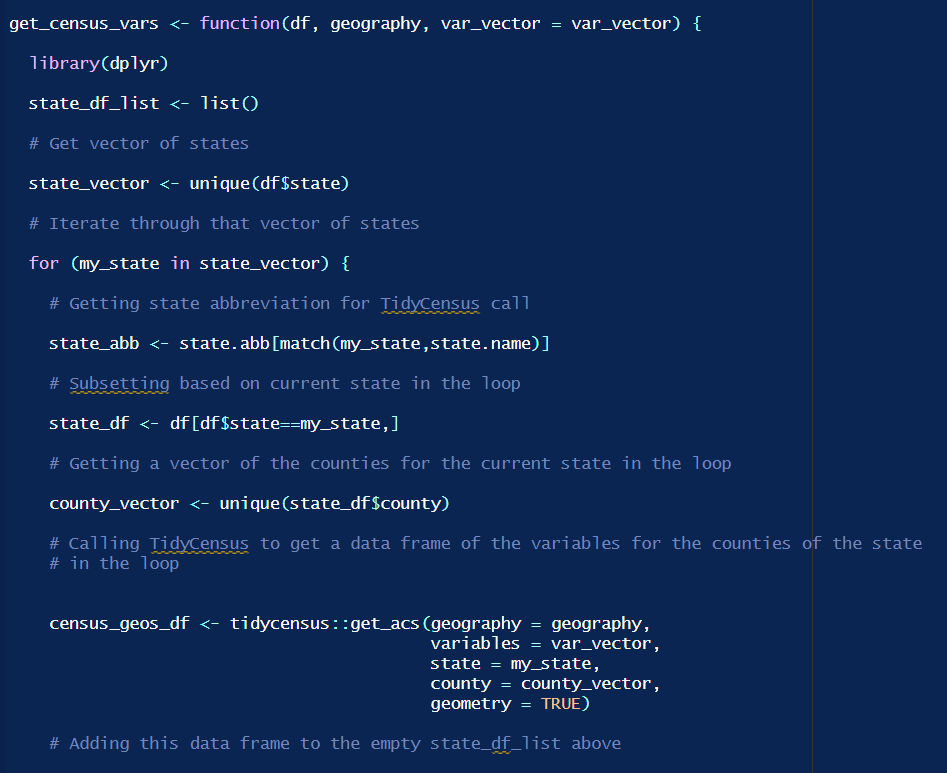 get_census_vars <- function(df, geography, var_vector = var_vector) {
library(dplyr)
state_df_list <- list()
# Get vector of states
state_vector <- unique(df$state)
# Iterate through that vector of states
for (my_state in state_vector) {
# Getting state abbreviation for TidyCensus call
state_abb <- state.abb[match(my_state,state.name)]
# Subsetting based on current state in the loop
state_df <- df[df$state==my_state,]
# Getting a vector of the counties for the current state in the loop
county_vector <- unique(state_df$county)
# Calling TidyCensus to get a data frame of the variables for the counties of the state
# in the loop
census_geos_df <- tidycensus::get_acs(geography = geography,
variables = var_vector,
state = my_state,
county = county_vector,
geometry = TRUE)
# Adding this data frame to the empty state_df_list above